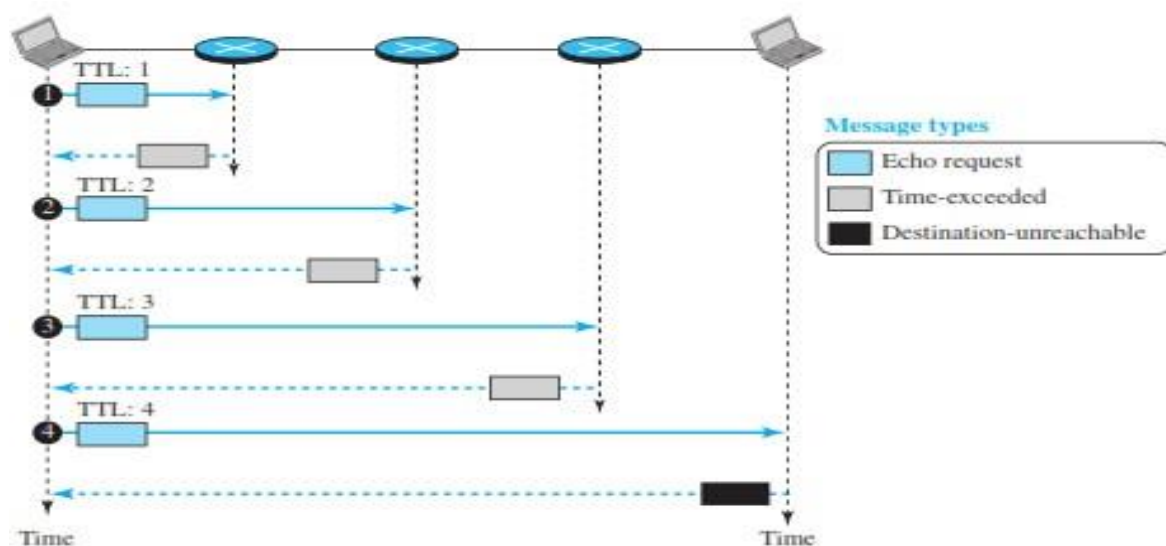 TTL: 1
1
TTL: 2
2
TTL: 3
3
TTL: 4
4
Time
Time
Message types
Echo request
Time-exceeded
Destination-unreachable